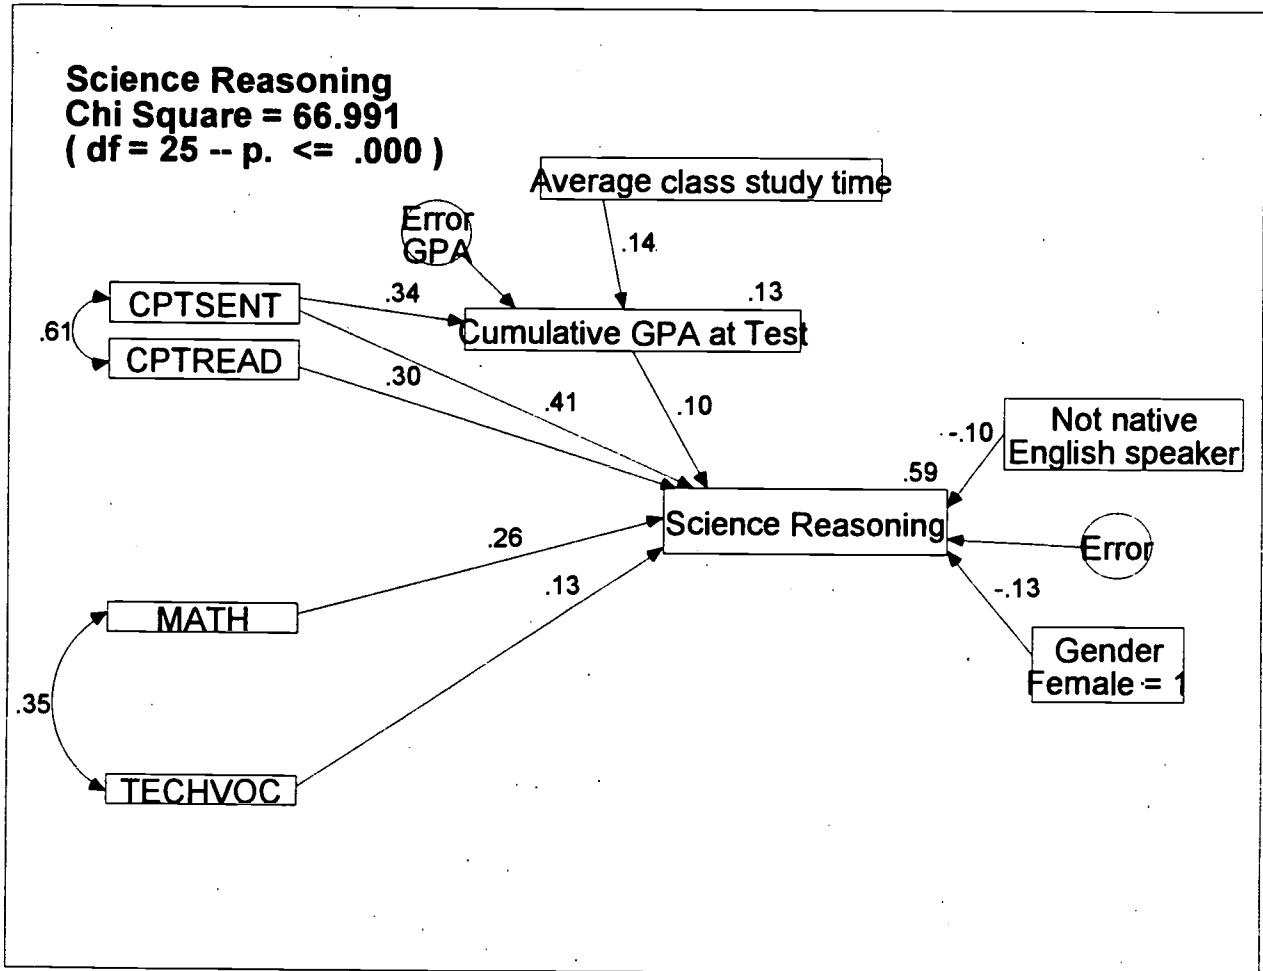 Science Reasoning
Chi Square = 66.991
( df = 25 -- p. <= .000 )
Average class study time
Error
GPA
.14
CPTSENT
.34
.13
.61
Cumulative GPA at Test
CPTREAD
.30
.41
.10
-.10
Not native
English speaker
.59
Science Reasoning
.26
Error
.13
-.13
MATH
Gender
Female = 1
.35
TECHVOC